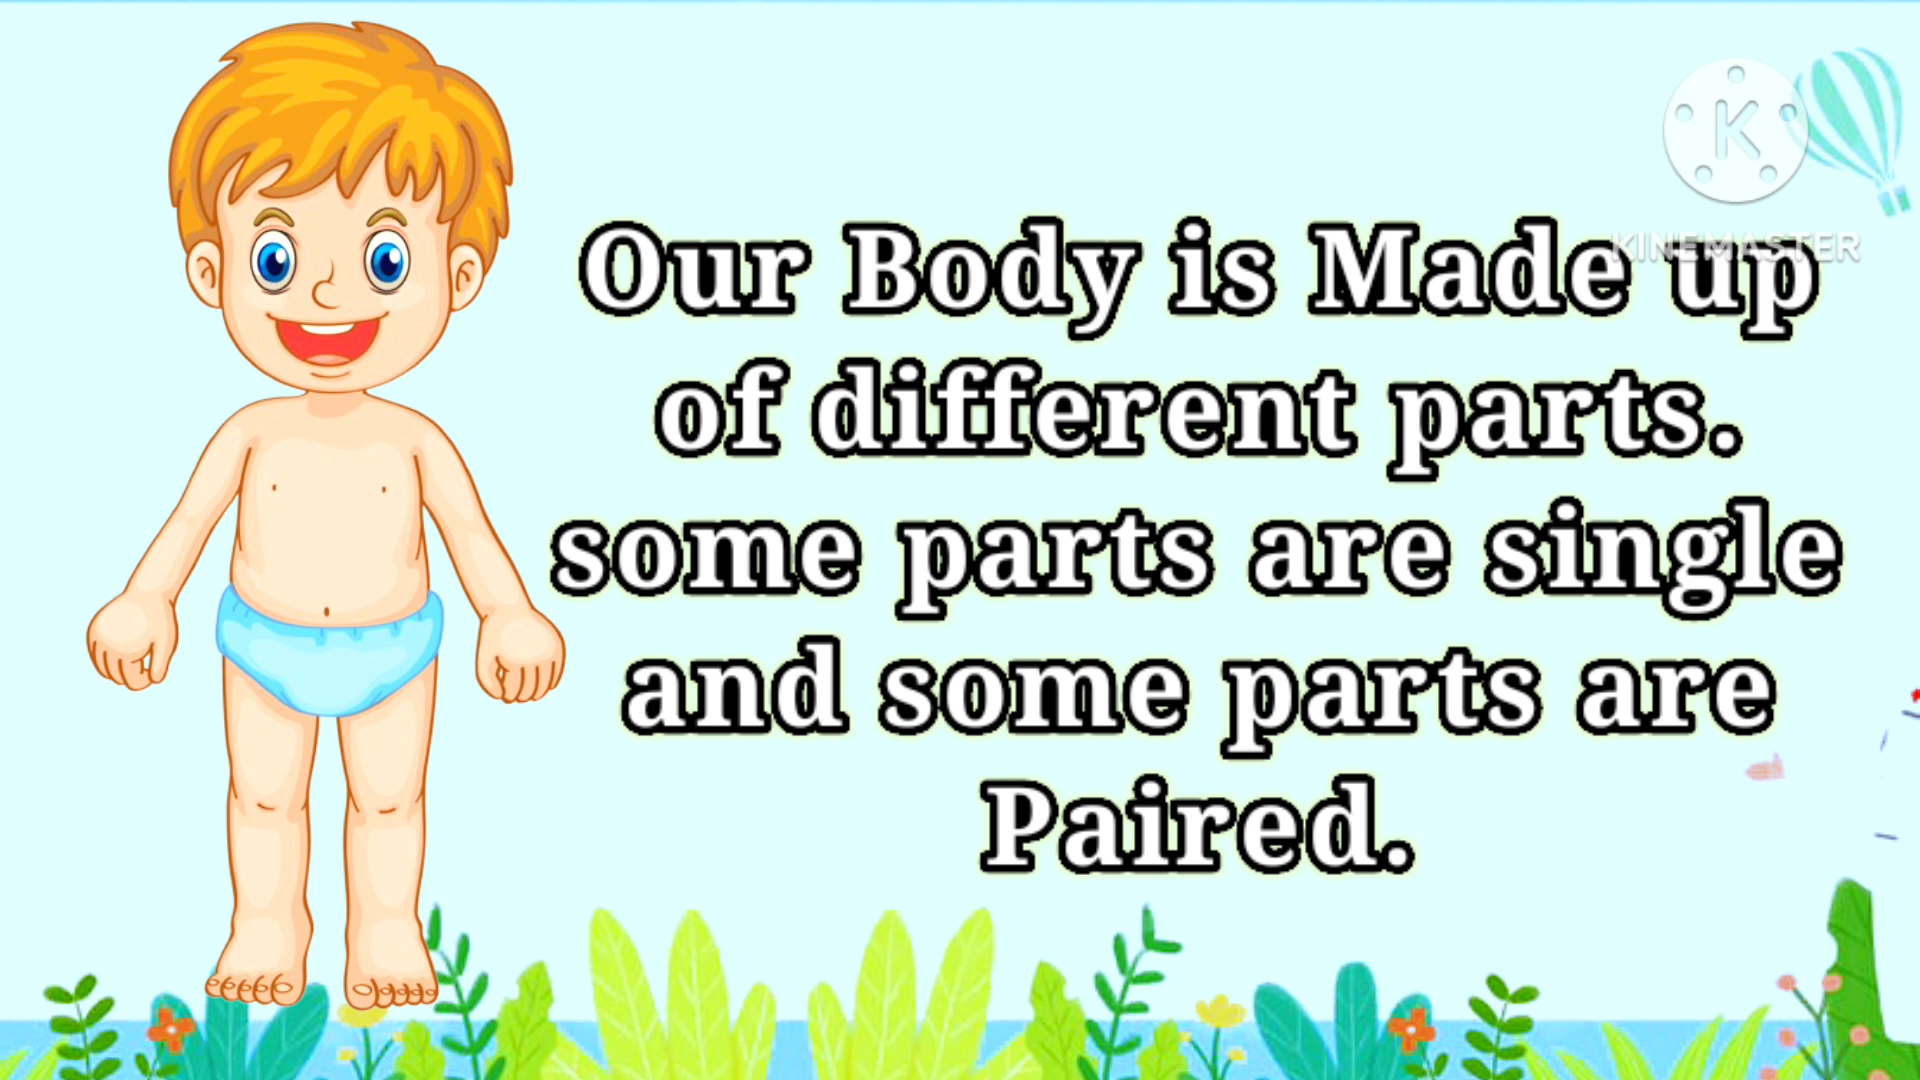 K
KINEMASTER
Our Body is Made up
of different parts.
some parts are single
and some parts are
Paired.